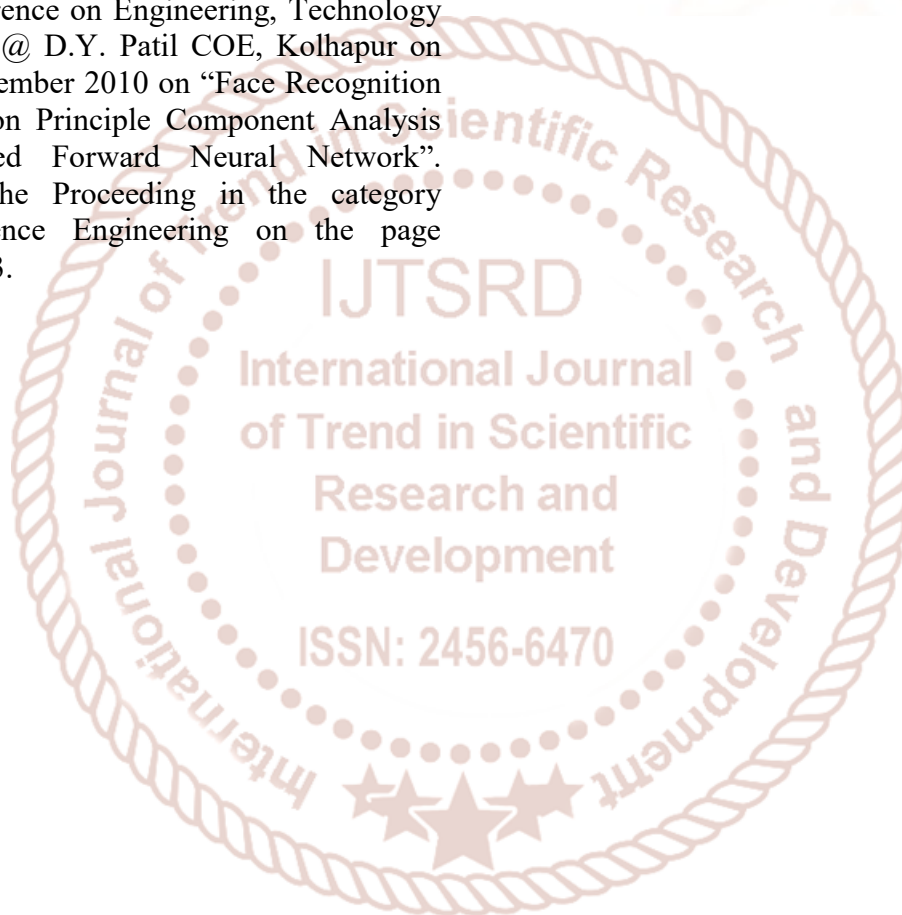 rence on Engineering, Technology
@ D.Y. Patil COE, Kolhapur on
ember 2010 on “Face Recognition
on Principle Component Analysis
ed Forward Neural Network”.
he Proceeding in the category
ence Engineering on the page
3.
International Journal of Trend in Scientific Research and Development
IJTSRD
International Journal
of Trend in Scientific
Research and
Development
ISSN: 2456-6470